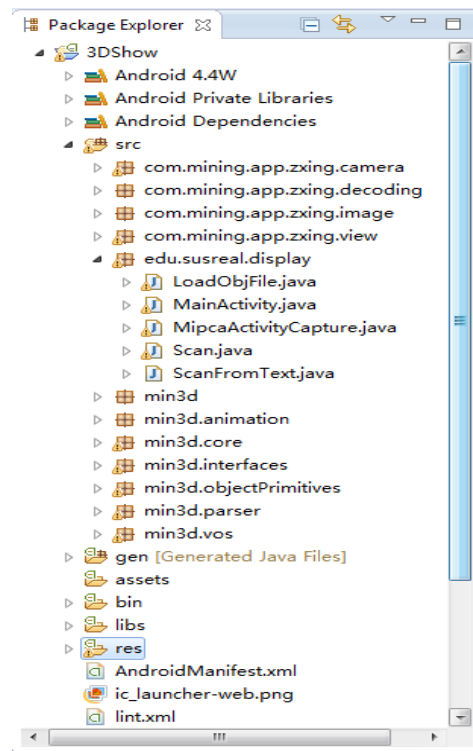 Package Explorer
3DShow
Android 4.4W
Android Private Libraries
Android Dependencies
src
com.mining.app.zxing.camera
com.mining.app.zxing.decoding
com.mining.app.zxing.image
com.mining.app.zxing.view
edu.susreal.display
LoadObjFile.java
MainActivity.java
MipcaActivityCapture.java
Scan.java
ScanFromText.java
min3d
min3d.animation
min3d.core
min3d.interfaces
min3d.objectPrimitives
min3d.parser
min3d.vos
gen [Generated Java Files]
assets
bin
libs
res
AndroidManifest.xml
ic_launcher-web.png
lint.xml